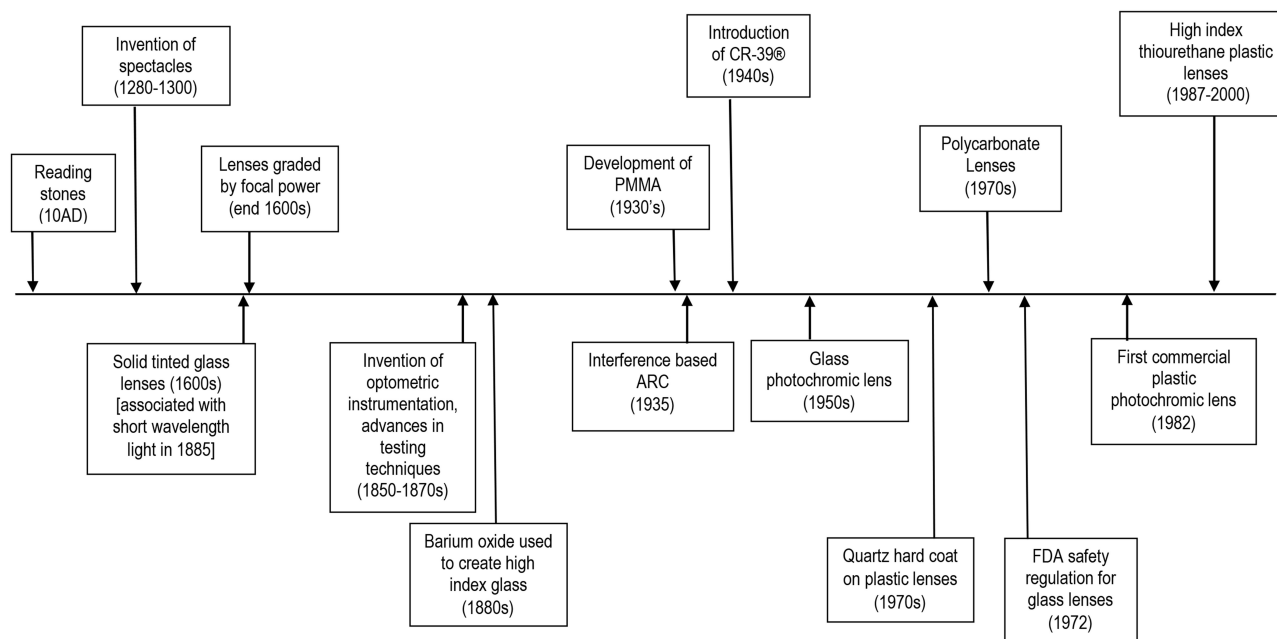 Invention of
spectacles
(1280-1300)
Introduction
of CR-39®
(1940s)
High index
thiourethane plastic
lenses
(1987-2000)
Reading
stones
(10AD)
Lenses graded
by focal power
(end 1600s)
Development of
PMMA
(1930's)
Polycarbonate
Lenses
(1970s)
Solid tinted glass
lenses (1600s)
[associated with
short wavelength
light in 1885]
Invention of
optometric
instrumentation,
advances in
testing
techniques
(1850-1870s)
Interference based
ARC
(1935)
Glass
photochromic lens
(1950s)
First commercial
plastic
photochromic lens
(1982)
Barium oxide used
to create high
index glass
(1880s)
Quartz hard coat
on plastic lenses
(1970s)
FDA safety
regulation for
glass lenses
(1972)